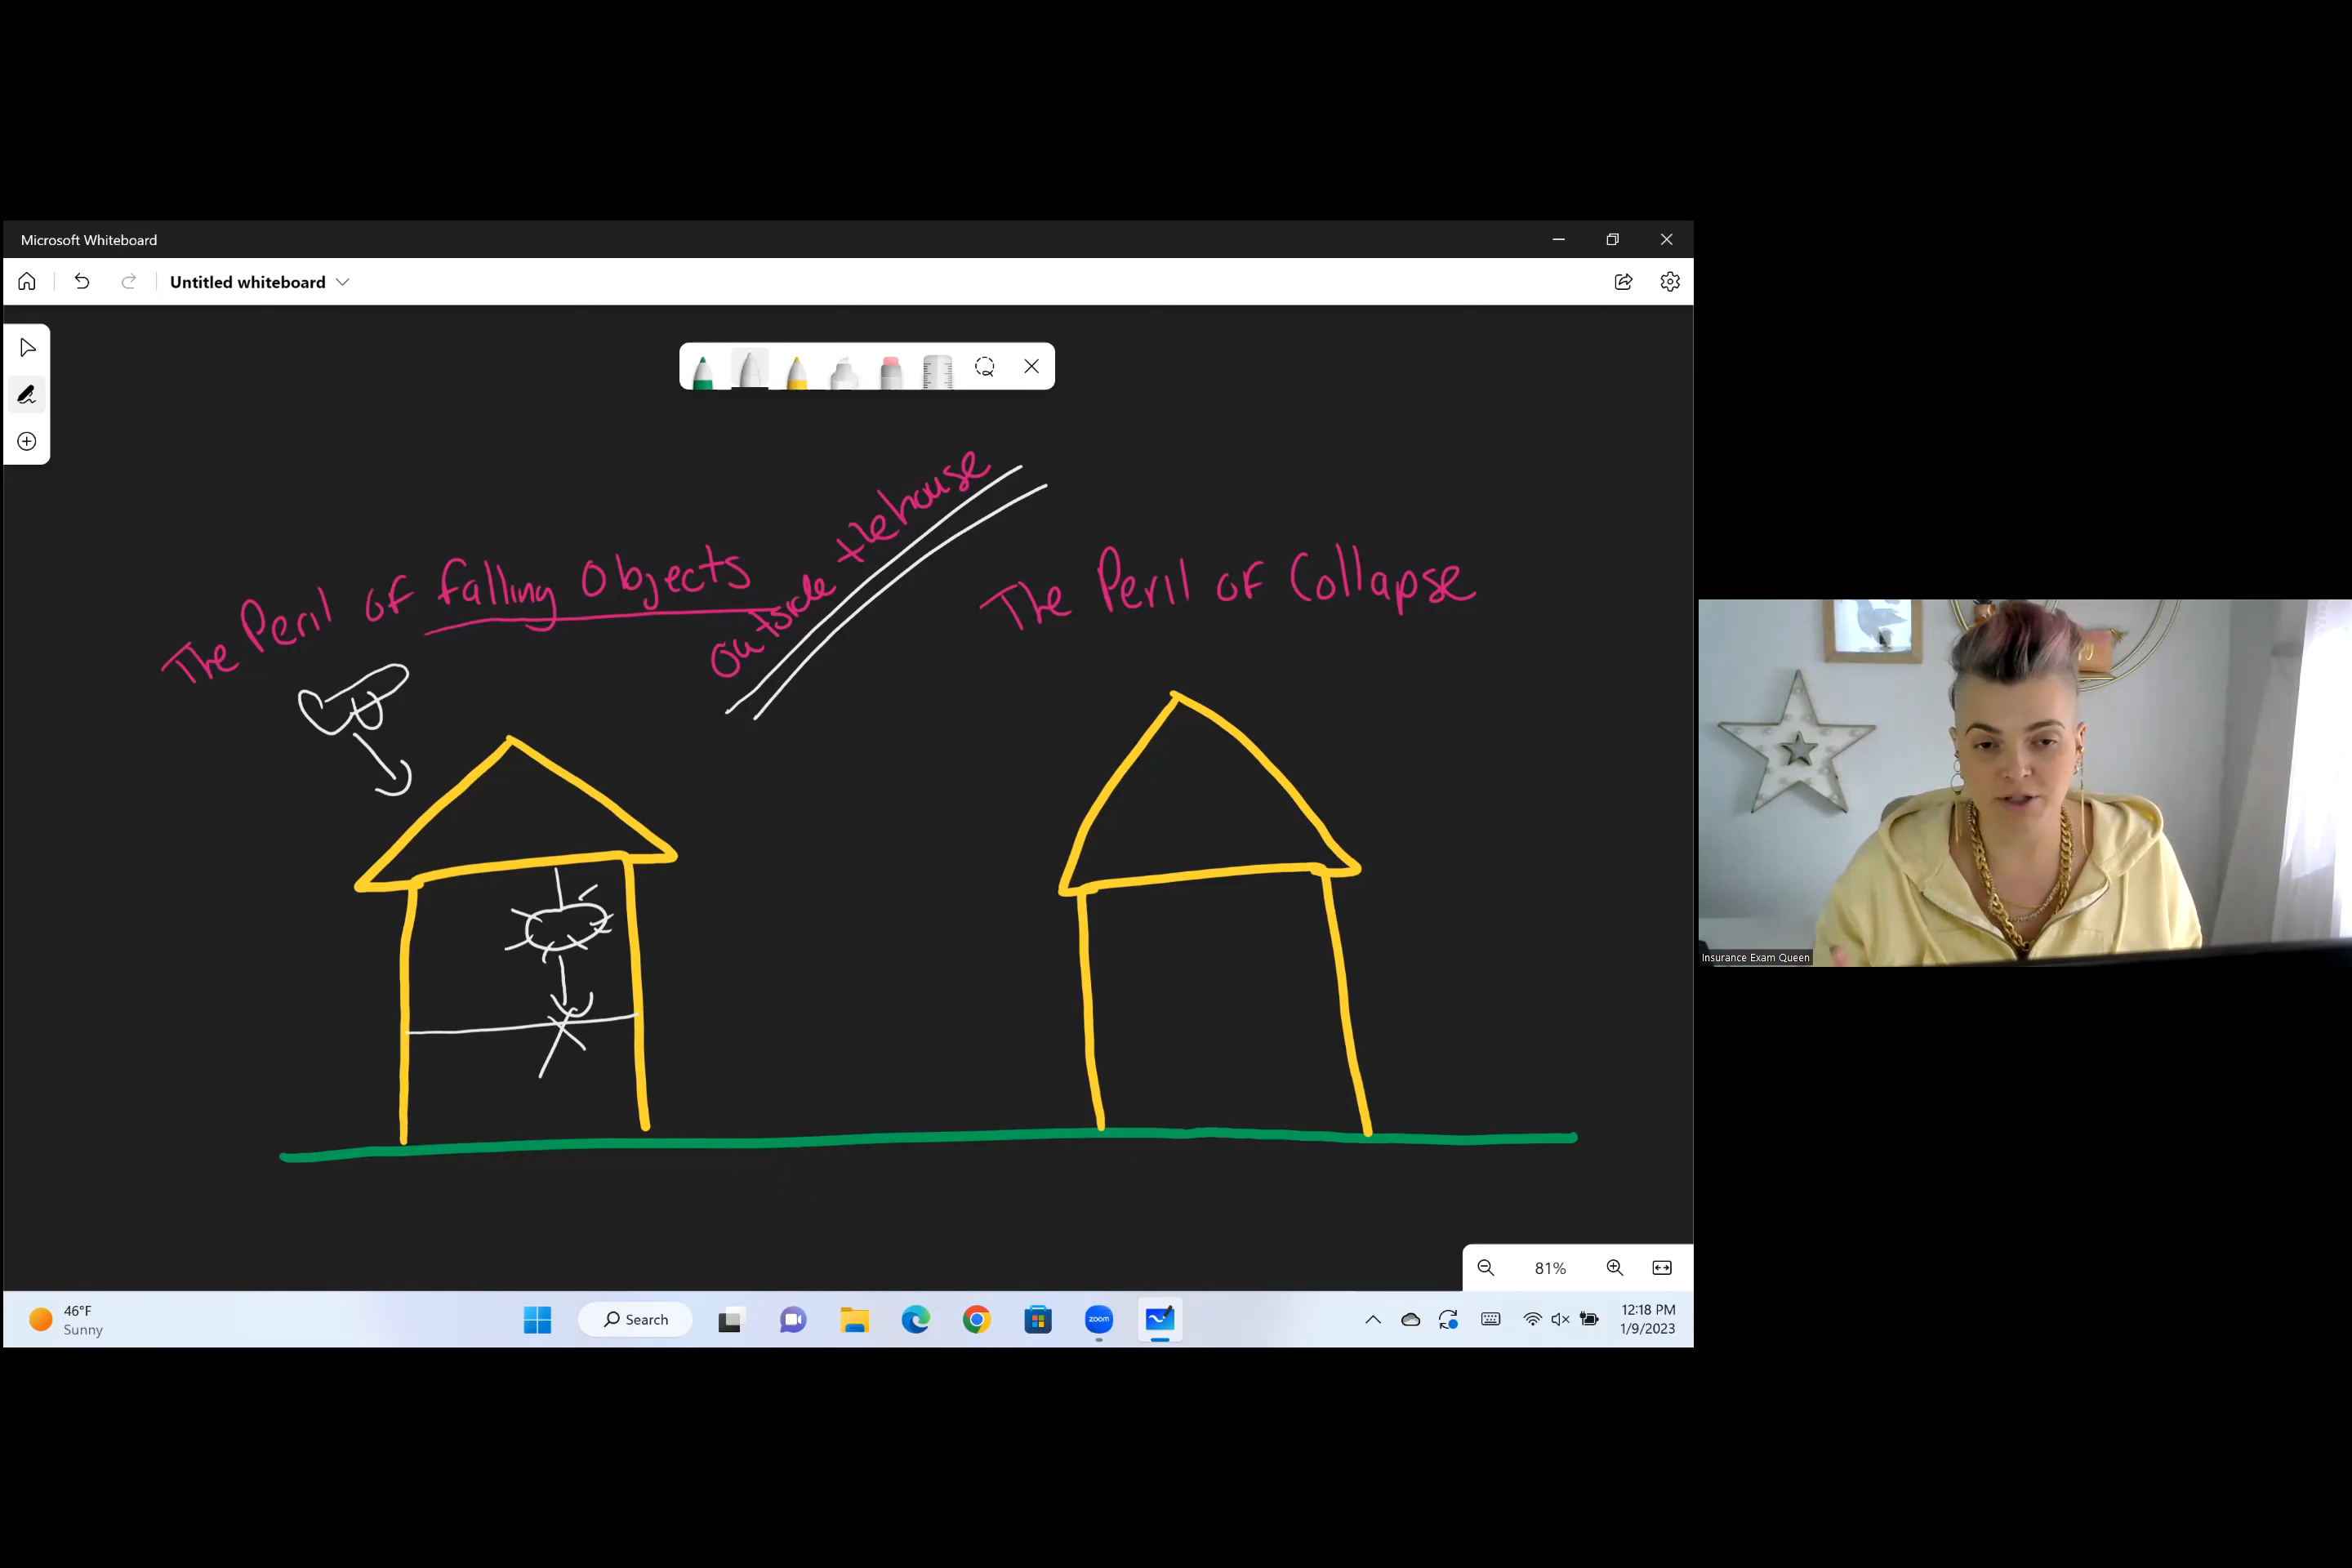 Microsoft Whiteboard
Untitled whiteboard
outside the house
The Peril of falling Objects
The Peril of Collapse
Insurance Exam Queen
81%
46°F
Sunny
Search
zoom
12:18 PM
1/9/2023